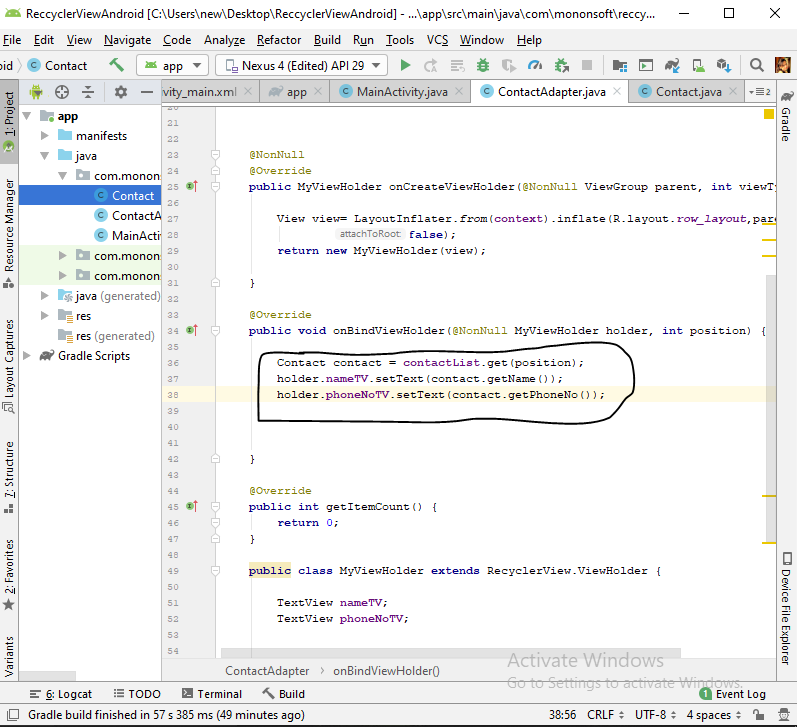 ReccyclerViewAndroid [C:\Users\new\Desktop\ReccyclerViewAndroid] - ...\app\src\main\java\com\mononsoft\reccy...
File Edit View Navigate Code Analyze Refactor Build Run Tools VCS Window Help
oid Contact app Nexus 4 (Edited) API 29
1: Project
Resource Manager
Layout Captures
7: Structure
2: Favorites
Variants
app
manifests
java
com.monons
Contact
ContactA
MainActi
com.monons
com.monons
java (generated)
res
res (generated)
Gradle Scripts
vity_main.xml app MainActivity.java ContactAdapter.java Contact.java 2
20
21
22
23 @NonNull
24 @Override
25 public MyViewHolder onCreateViewHolder(@NonNull ViewGroup parent, int viewTy
26
27 View view= LayoutInflater.from(context).inflate(R.layout.row_layout,pare
28 attachToRoot: false);
29 return new MyViewHolder(view);
30
31 }
32
33 @Override
34 public void onBindViewHolder(@NonNull MyViewHolder holder, int position) {
35
36 Contact contact = contactList.get(position);
37 holder.nameTV.setText(contact.getName());
38 holder.phoneNoTV.setText(contact.getPhoneNo());
39
40
41
42 }
43
44 @Override
45 public int getItemCount() {
46 return 0;
47 }
48
49 public class MyViewHolder extends RecyclerView.ViewHolder {
50
51 TextView nameTV;
52 TextView phoneNoTV;
53
54
ContactAdapter › onBindViewHolder()
Gradle
Device File Explorer
Activate Windows
Go to Settings to activate Windows.
6: Logcat TODO Terminal Build 1 Event Log
Gradle build finished in 57 s 385 ms (49 minutes ago) 38:56 CRLF UTF-8 4 spaces